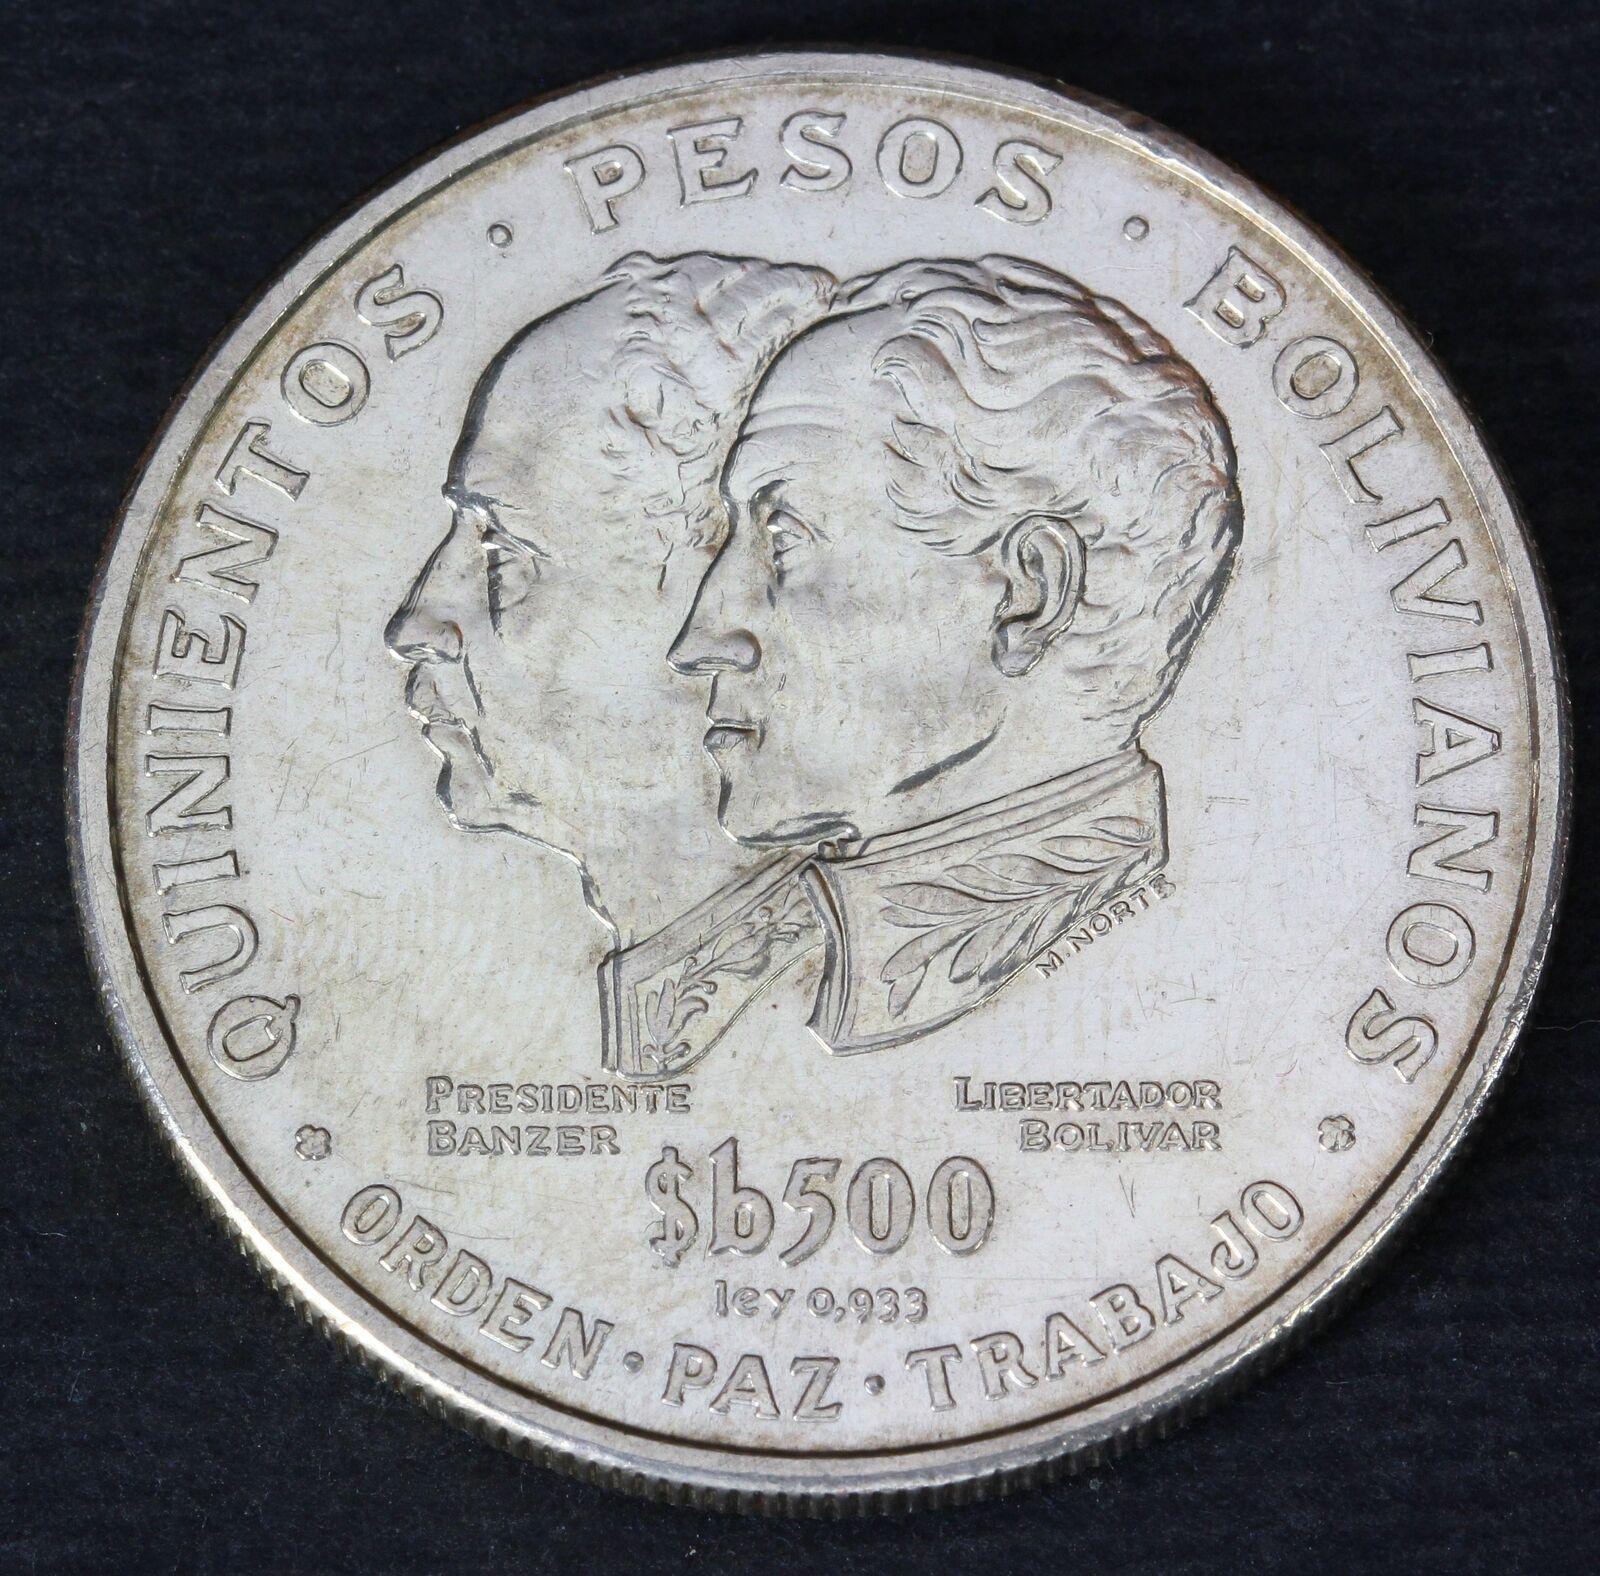 QUINIENTOS · PESOS · BOLIVIANOS
M. NORTE
PRESIDENTE
BANZER
LIBERTADOR
BOLIVAR
$b500
ley 0,933
ORDEN · PAZ · TRABAJO